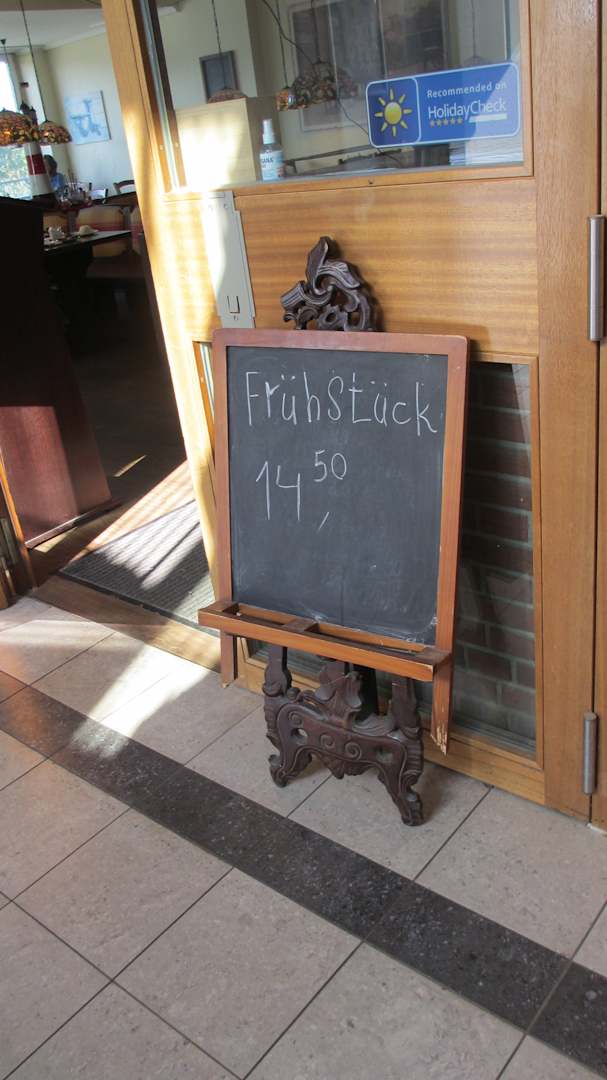 Recommended on
HolidayCheck
Frühstück
14,50